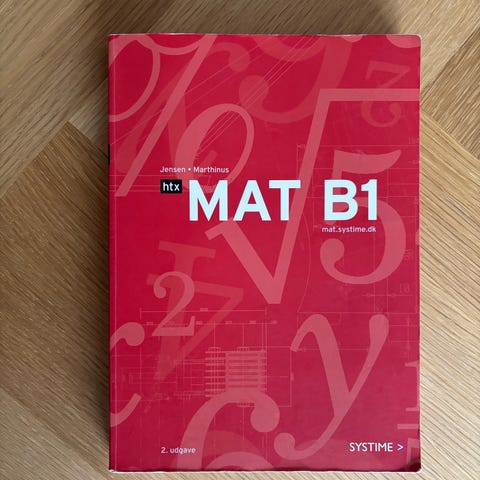 Jensen • Marthinus
htx
MAT B1
mat.systime.dk
2. udgave
SYSTIME >